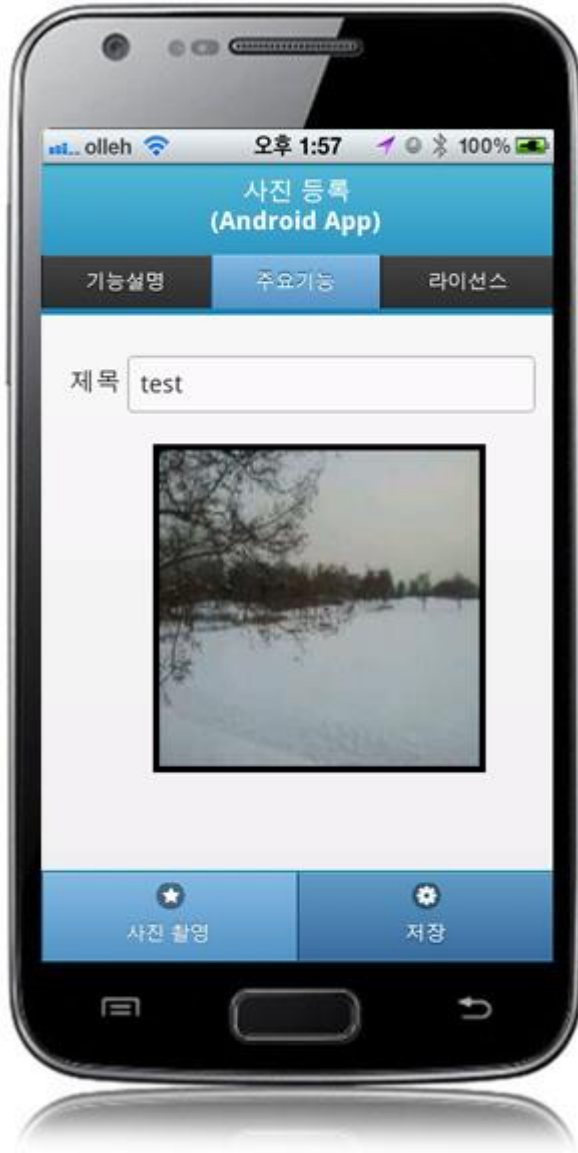 olleh 오후 1:57 100%
사진 등록
(Android App)
기능설명 주요기능 라이선스
제목 test
사진 촬영 저장